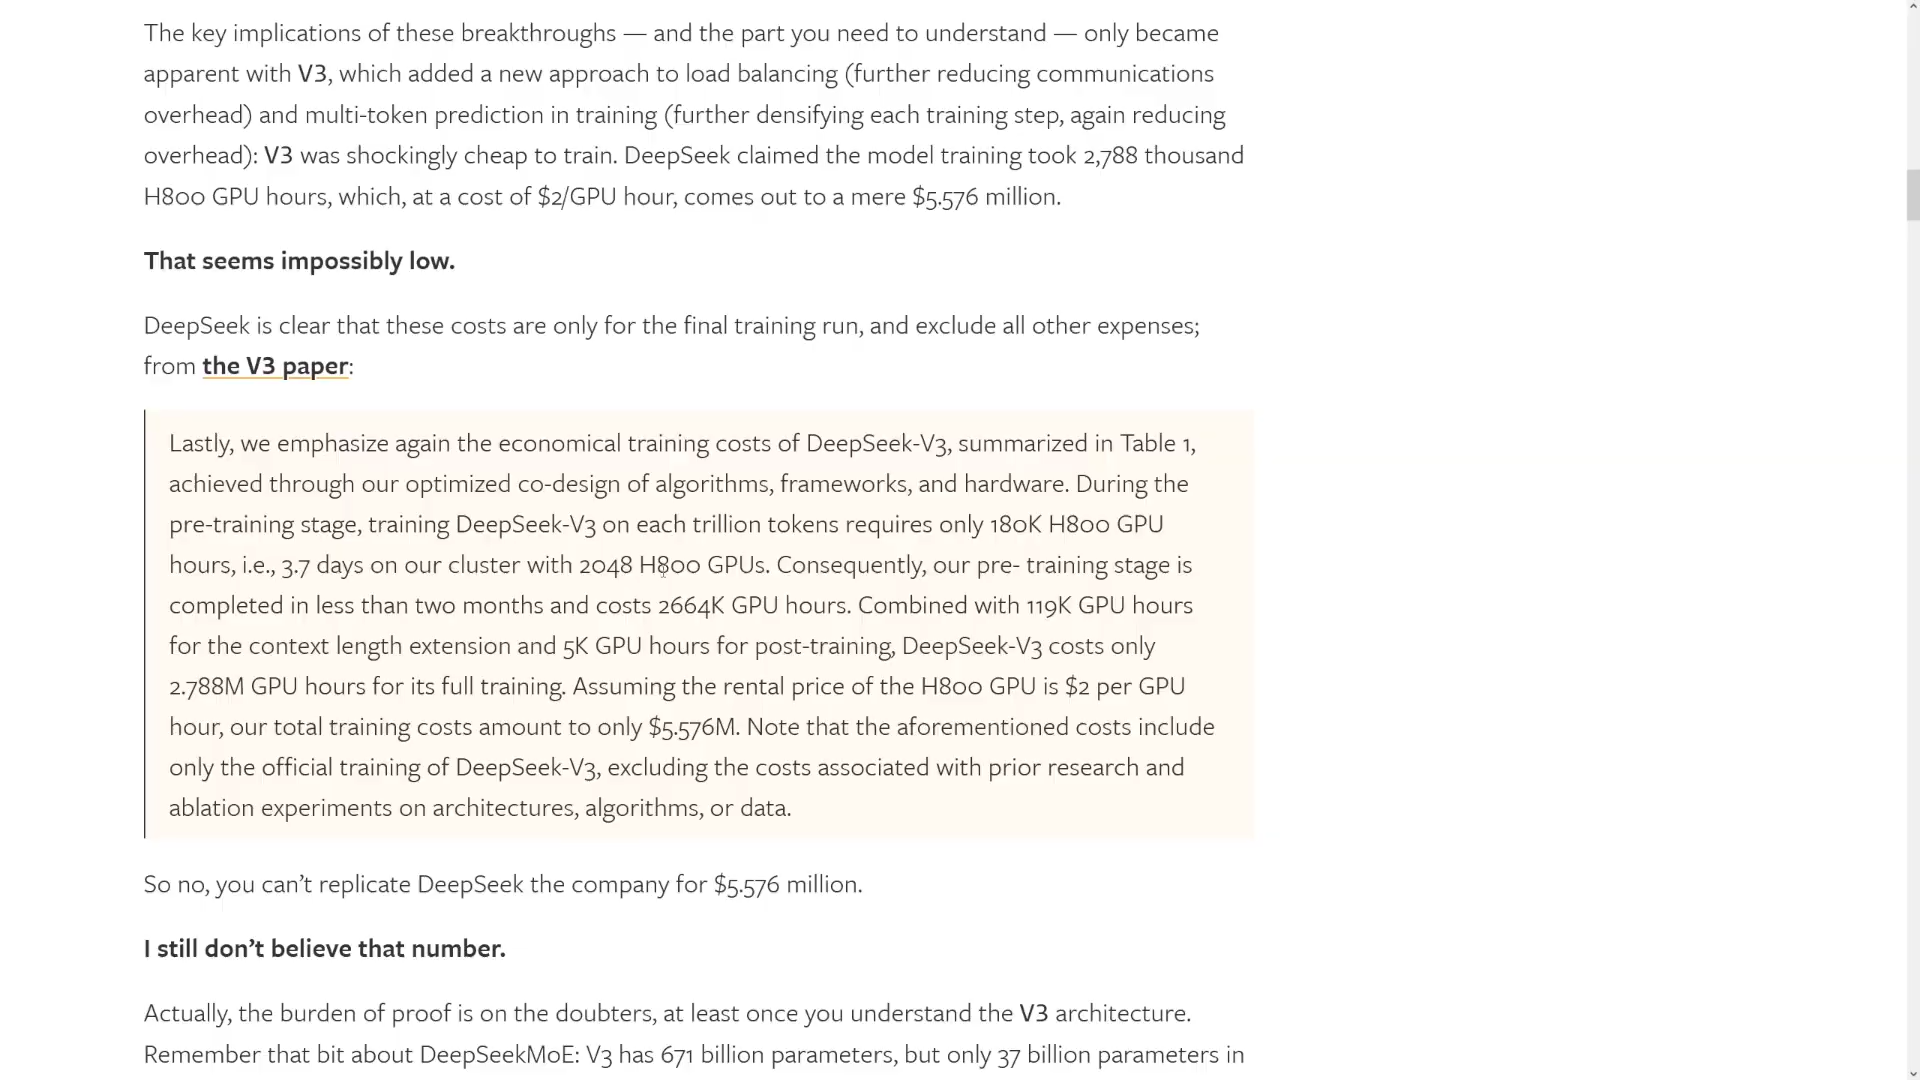 The key implications of these breakthroughs — and the part you need to understand — only became
apparent with V3, which added a new approach to load balancing (further reducing communications
overhead) and multi-token prediction in training (further densifying each training step, again reducing
overhead): V3 was shockingly cheap to train. DeepSeek claimed the model training took 2,788 thousand
H800 GPU hours, which, at a cost of $2/GPU hour, comes out to a mere $5.576 million.
That seems impossibly low.
DeepSeek is clear that these costs are only for the final training run, and exclude all other expenses;
from the V3 paper:
Lastly, we emphasize again the economical training costs of DeepSeek-V3, summarized in Table 1,
achieved through our optimized co-design of algorithms, frameworks, and hardware. During the
pre-training stage, training DeepSeek-V3 on each trillion tokens requires only 180K H800 GPU
hours, i.e., 3.7 days on our cluster with 2048 H800 GPUs. Consequently, our pre- training stage is
completed in less than two months and costs 2664K GPU hours. Combined with 119K GPU hours
for the context length extension and 5K GPU hours for post-training, DeepSeek-V3 costs only
2.788M GPU hours for its full training. Assuming the rental price of the H800 GPU is $2 per GPU
hour, our total training costs amount to only $5.576M. Note that the aforementioned costs include
only the official training of DeepSeek-V3, excluding the costs associated with prior research and
ablation experiments on architectures, algorithms, or data.
So no, you can’t replicate DeepSeek the company for $5.576 million.
I still don’t believe that number.
Actually, the burden of proof is on the doubters, at least once you understand the V3 architecture.
Remember that bit about DeepSeekMoE: V3 has 671 billion parameters, but only 37 billion parameters in